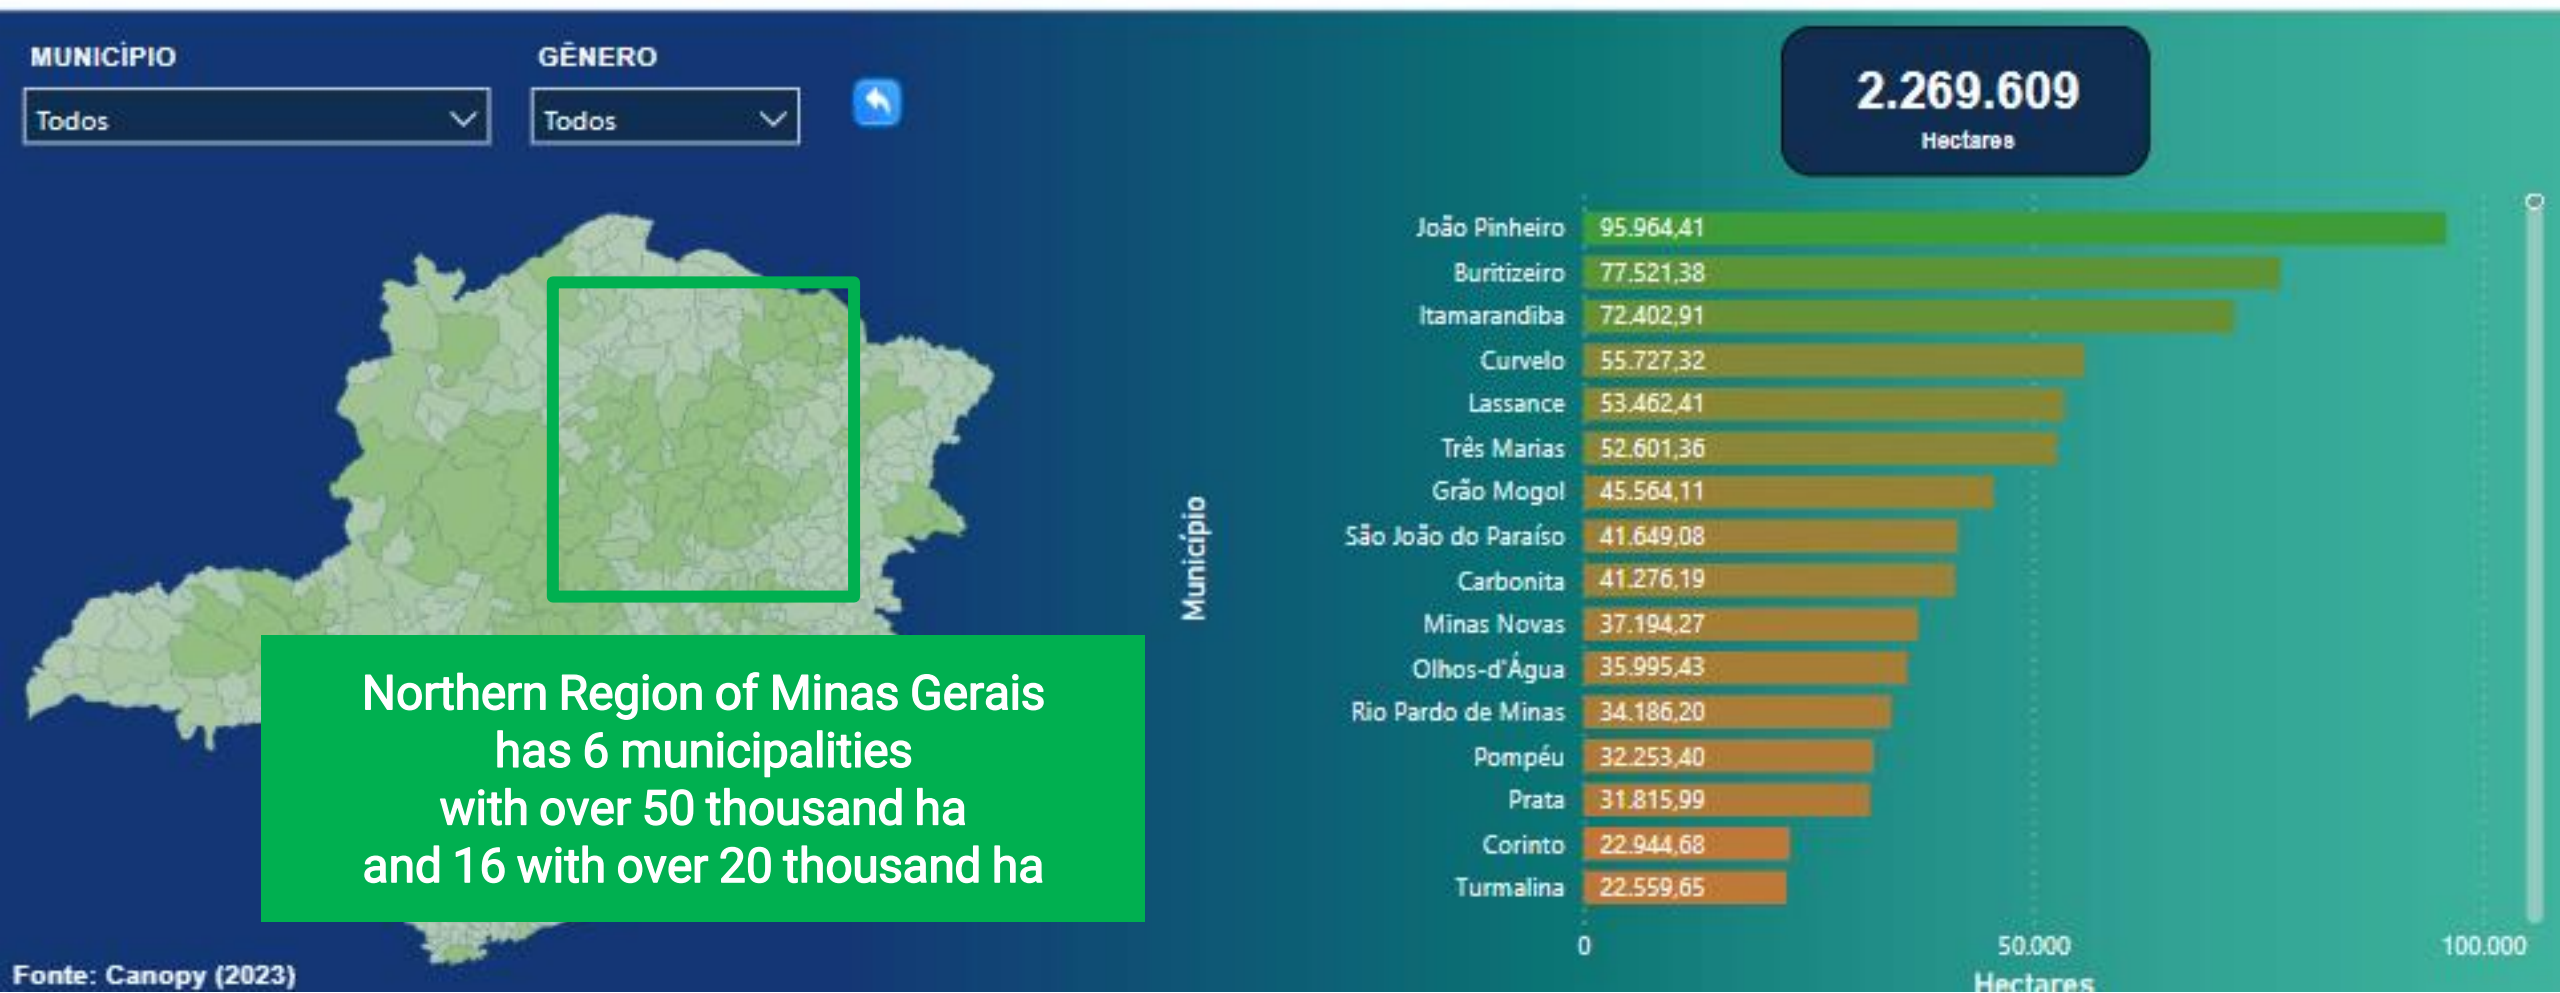 MUNICÍPIO
Todos
GÊNERO
Todos
2.269.609
Hectares
Município
João Pinheiro 95.964,41
Buritizeiro 77.521,38
Itamarandiba 72.402,91
Curvelo 55.727,32
Lassance 53.462,41
Três Marias 52.601,36
Grão Mogol 45.564,11
São João do Paraíso 41.649,08
Carbonita 41.276,19
Minas Novas 37.194,27
Olhos-d'Água 35.995,43
Rio Pardo de Minas 34.186,20
Pompéu 32.253,40
Prata 31.815,99
Corinto 22.944,68
Turmalina 22.559,65
0 50.000 100.000
Hectares
Northern Region of Minas Gerais
has 6 municipalities
with over 50 thousand ha
and 16 with over 20 thousand ha
Fonte: Canopy (2023)